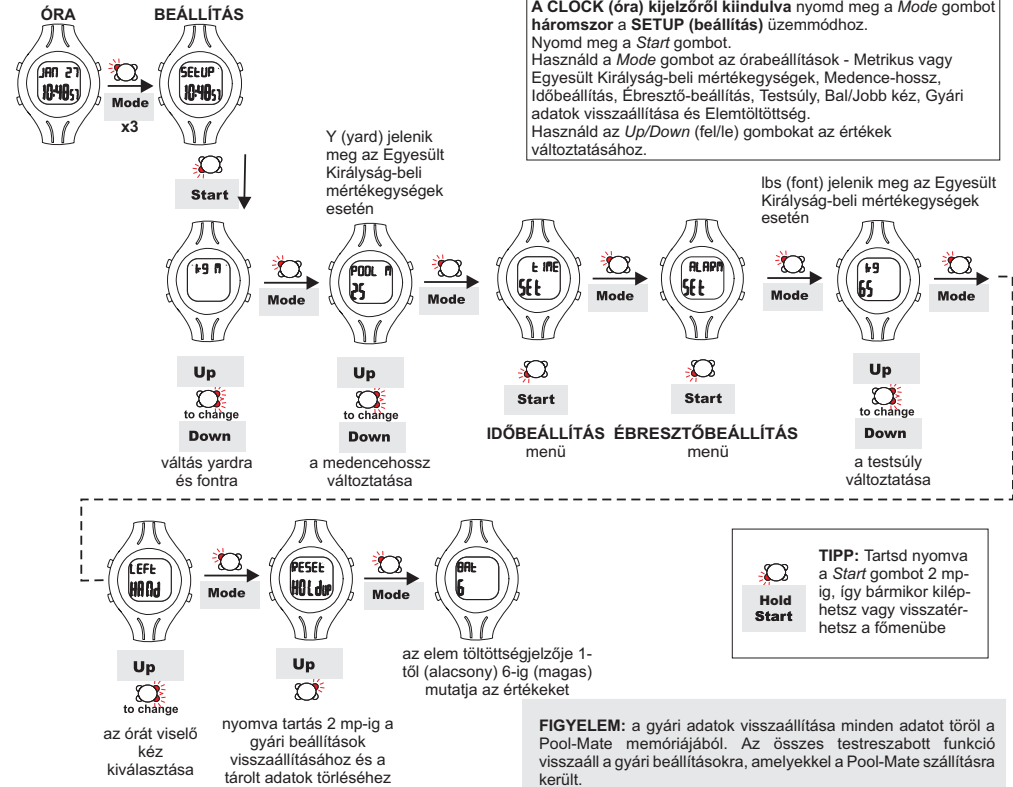 ÓRA
BEÁLLÍTÁS
A CLOCK (óra) kijelzőről kiindulva nyomd meg a Mode gombot
háromszor a SETUP (beállítás) üzemmódhoz.
Nyomd meg a Start gombot.
Használd a Mode gombot az órabeállítások - Metrikus vagy
Egyesült Királyság-beli mértékegységek, Medence-hossz,
Időbeállítás, Ébresztő-beállítás, Testsúly, Bal/Jobb kéz, Gyári
adatok visszaállítása és Elemtöltöttség.
Használd az Up/Down (fel/le) gombokat az értékek
változtatásához.
JAN 27
10:48 57
Mode
x3
SEtUP
10:48 57
Start
Y (yard) jelenik
meg az Egyesült
Királyság-beli
mértékegységek
esetén
lbs (font) jelenik meg az Egyesült
Királyság-beli mértékegységek
esetén
kg M
Mode
POOL M
25
Mode
tIME
SEt
Mode
ALARM
SEt
Mode
kg
65
Mode
Up
to change
Down
váltás yardra
és fontra
Up
to change
Down
a medencehossz
változtatása
Start
IDŐBEÁLLÍTÁS
menü
Start
ÉBRESZTŐBEÁLLÍTÁS
menü
Up
to change
Down
a testsúly
változtatása
LEFt
HANd
Mode
RESEt
HOLdUP
Mode
BAt
6
Up
to change
az órát viselő
kéz
kiválasztása
Up
nyomva tartás 2 mp-ig a
gyári beállítások
visszaállításához és a
tárolt adatok törléséhez
az elem töltöttségjelzője 1-
től (alacsony) 6-ig (magas)
mutatja az értékeket
Hold
Start
TIPP: Tartsd nyomva
a Start gombot 2 mp-
ig, így bármikor kilép-
hetsz vagy visszatér-
hetsz a főmenübe
FIGYELEM: a gyári adatok visszaállítása minden adatot töröl a
Pool-Mate memóriájából. Az összes testreszabott funkció
visszaáll a gyári beállításokra, amelyekkel a Pool-Mate szállításra
került.